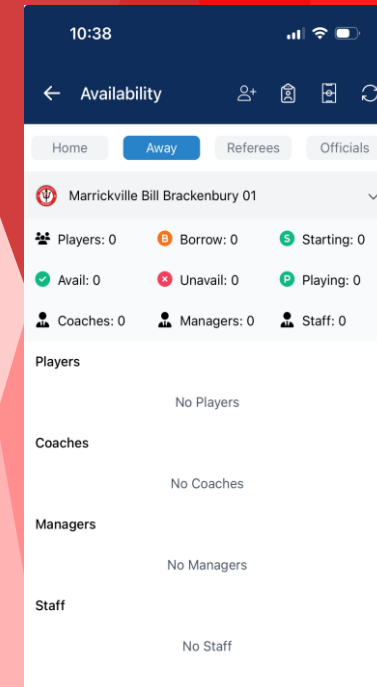 10:38
Availability
Home Away Referees Officials
Marrickville Bill Brackenbury 01
Players: 0 B Borrow: 0 S Starting: 0
Avail: 0 Unavail: 0 P Playing: 0
Coaches: 0 Managers: 0 Staff: 0
Players
No Players
Coaches
No Coaches
Managers
No Managers
Staff
No Staff